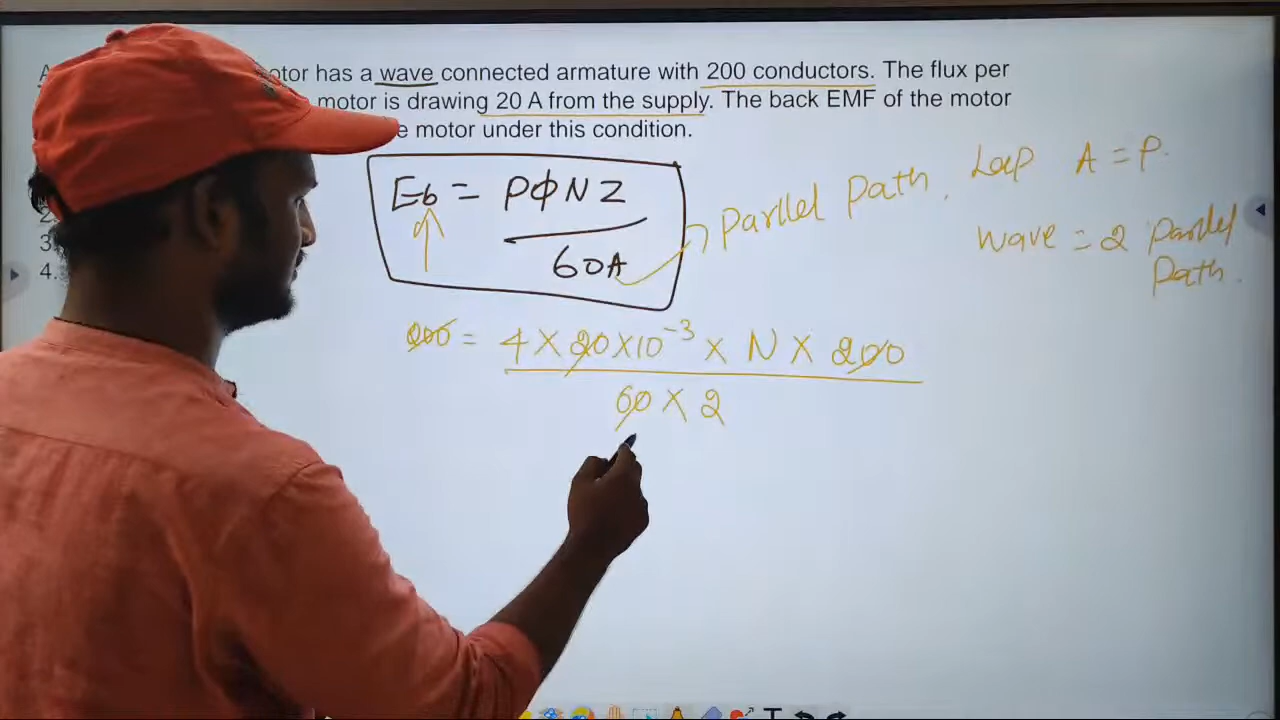 otor has a wave connected armature with 200 conductors. The flux per
motor is drawing 20 A from the supply. The back EMF of the motor
e motor under this condition.
3.
4.
Eb = PΦNZ
60A
Parllel Path.
Lap A = P.
wave = 2 Parllel
Path.
200 = 4 × 20 × 10⁻³ × N × 200
60 × 2